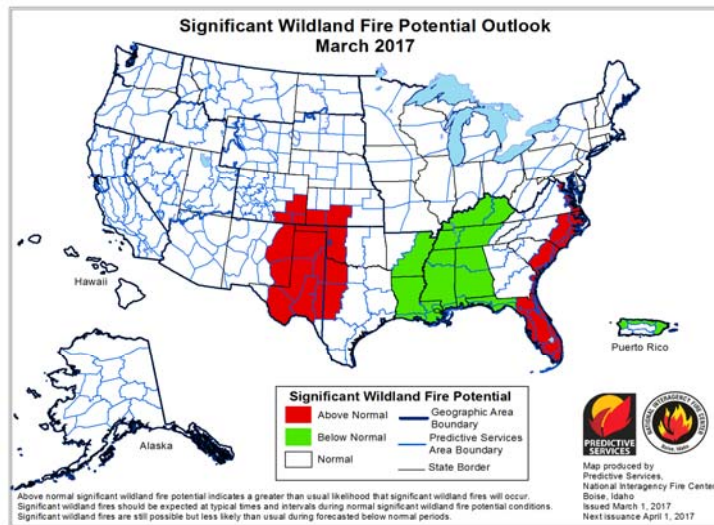 Significant Wildland Fire Potential Outlook
March 2017
Hawaii
Puerto Rico
Alaska
Significant Wildland Fire Potential
Above Normal
Below Normal
Normal
Geographic Area
Boundary
Predictive Services
Area Boundary
State Border
PREDICTIVE
SERVICES
NATIONAL INTERAGENCY FIRE CENTER
Boise, Idaho
Map produced by
Predictive Services,
National Interagency Fire Center
Boise, Idaho
Issued March 1, 2017
Next issuance April 1, 2017
Above normal significant wildland fire potential indicates a greater than usual likelihood that significant wildland fires will occur.
Significant wildland fires should be expected at typical times and intervals during normal significant wildland fire potential conditions.
Significant wildland fires are still possible but less likely than usual during forecasted below normal periods.